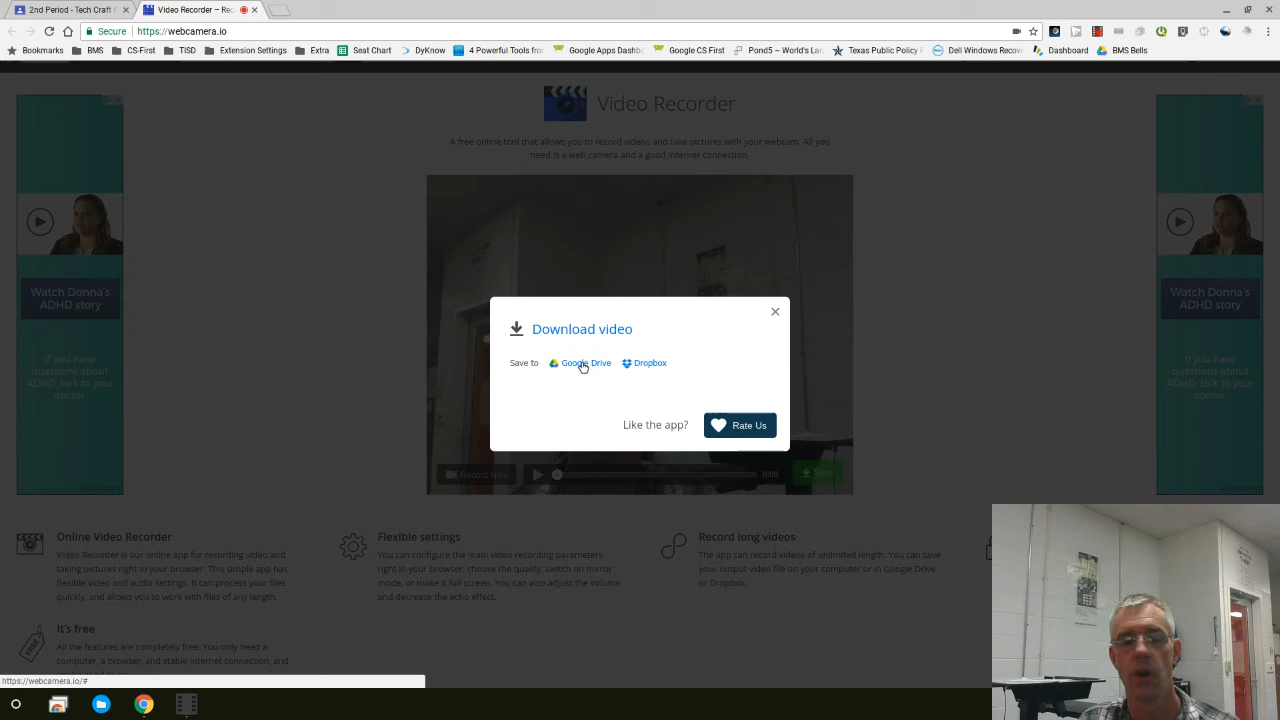 2nd Period - Tech Craft E
Video Recorder – Rec
Secure
https://webcamera.io
Bookmarks
BMS
CS-First
TISD
Extension Settings
Extra
Seat Chart
DyKnow
4 Powerful Tools fro
Google Apps Dashb
Google CS First
Pond5 ~ World's La
Texas Public Policy F
Dell Windows Recov
Dashboard
BMS Bells
Video Recorder
A free online tool that allows you to record videos and take pictures with your webcam. All you
need is a web camera and a good internet connection.
Watch Donna's
ADHD story
If you have
questions about
ADHD, talk to your
doctor.
Watch Donna's
ADHD story
If you have
questions about
ADHD, talk to your
doctor.
Download video
Save to
Google Drive
Dropbox
Like the app?
Rate Us
Record New
0:00
Save
Online Video Recorder
Video Recorder is our online app for recording video and
taking pictures right in your browser. This simple app has
flexible video and audio settings. It can process your files
quickly, and allows you to work with files of any length.
Flexible settings
You can configure the main video recording parameters
right in your browser: choose the quality, switch on mirror
mode, or make it full screen. You can also adjust the volume
and decrease the echo effect.
Record long videos
The app can record videos of unlimited length. You can save
your output video file on your computer or in Google Drive
or Dropbox.
FREE
It's free
All the features are completely free. You only need a
computer, a browser, and stable internet connection, and
https://webcamera.io/#